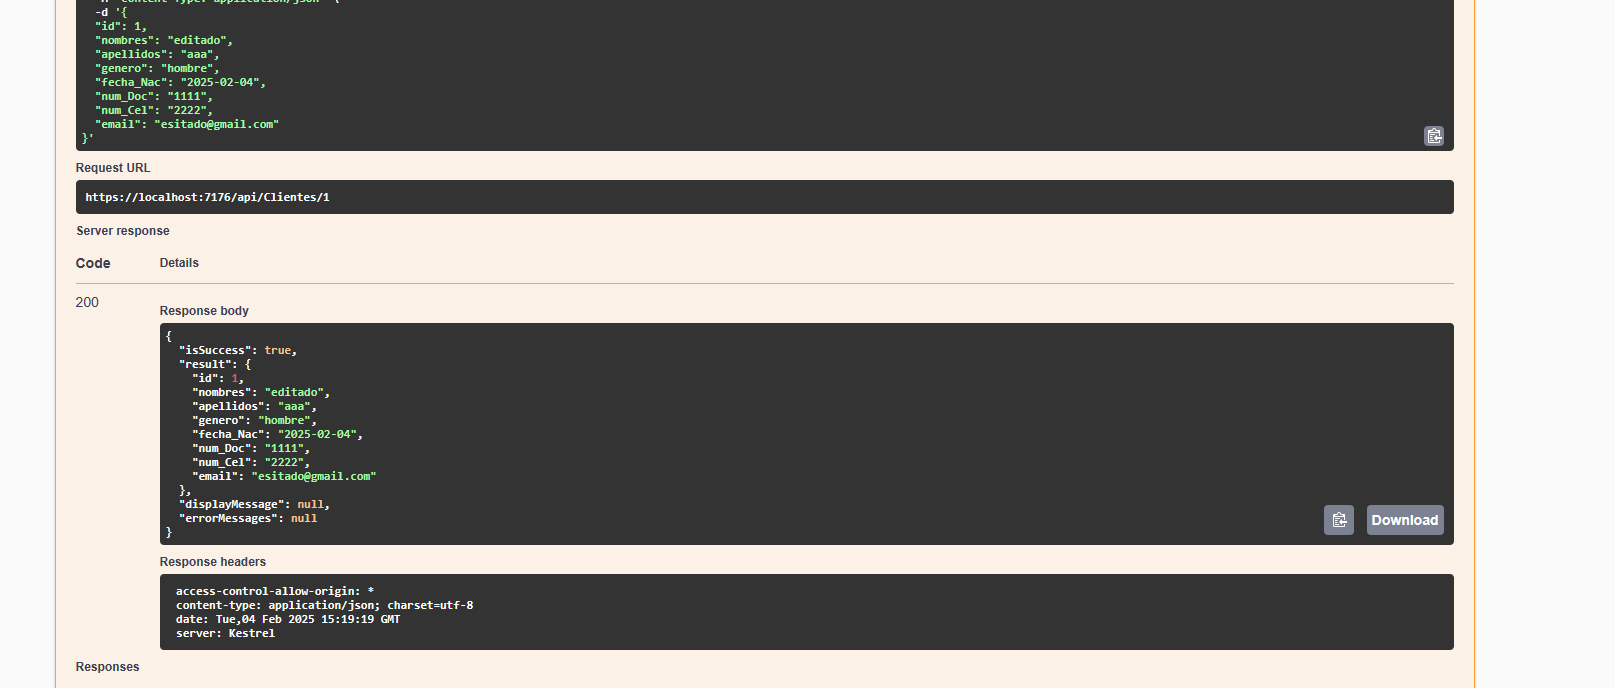 -d '{
"id": 1,
"nombres": "editado",
"apellidos": "aaa",
"genero": "hombre",
"fecha_Nac": "2025-02-04",
"num_Doc": "1111",
"num_Cel": "2222",
"email": "esitado@gmail.com"
}'
Request URL
https://localhost:7176/api/Clientes/1
Server response
Code Details
200
Response body
{
"isSuccess": true,
"result": {
"id": 1,
"nombres": "editado",
"apellidos": "aaa",
"genero": "hombre",
"fecha_Nac": "2025-02-04",
"num_Doc": "1111",
"num_Cel": "2222",
"email": "esitado@gmail.com"
},
"displayMessage": null,
"errorMessages": null
}
Download
Response headers
access-control-allow-origin: *
content-type: application/json; charset=utf-8
date: Tue,04 Feb 2025 15:19:19 GMT
server: Kestrel
Responses